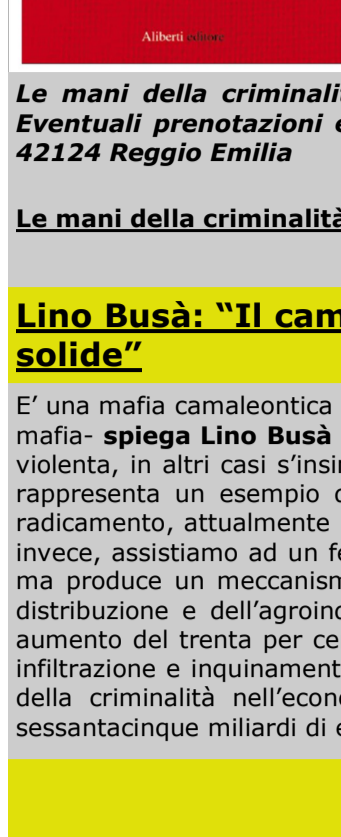 Aliberti editore
Le mani della criminalit
Eventuali prenotazioni e
42124 Reggio Emilia
Le mani della criminalità
Lino Busà: “Il cam
solide”
E’ una mafia camaleontica
mafia- spiega Lino Busà
violenta, in altri casi s’insi
rappresenta un esempio
radicamento, attualmente
invece, assistiamo ad un fe
ma produce un meccanism
distribuzione e dell’agroind
aumento del trenta per ce
infiltrazione e inquinament
della criminalità nell’econ
sessantacinque miliardi di e